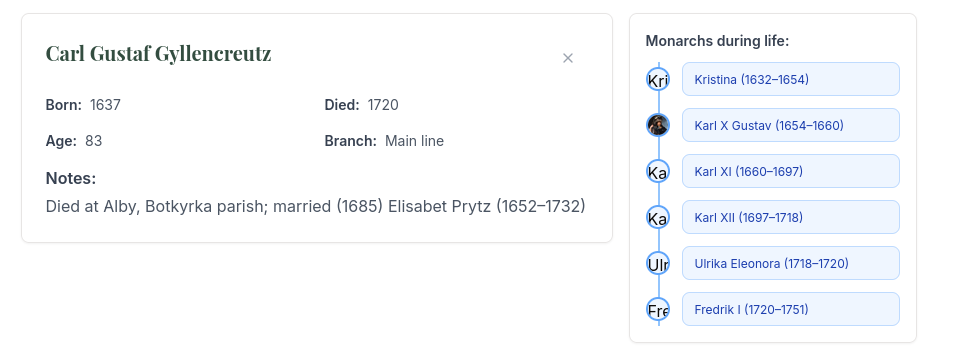 Carl Gustaf Gyllencreutz
×
Born: 1637
Died: 1720
Age: 83
Branch: Main line
Notes:
Died at Alby, Botkyrka parish; married (1685) Elisabet Prytz (1652–1732)
Monarchs during life:
Kri
Kristina (1632–1654)
Karl X Gustav (1654–1660)
Ka
Karl XI (1660–1697)
Ka
Karl XII (1697–1718)
Ulr
Ulrika Eleonora (1718–1720)
Fre
Fredrik I (1720–1751)